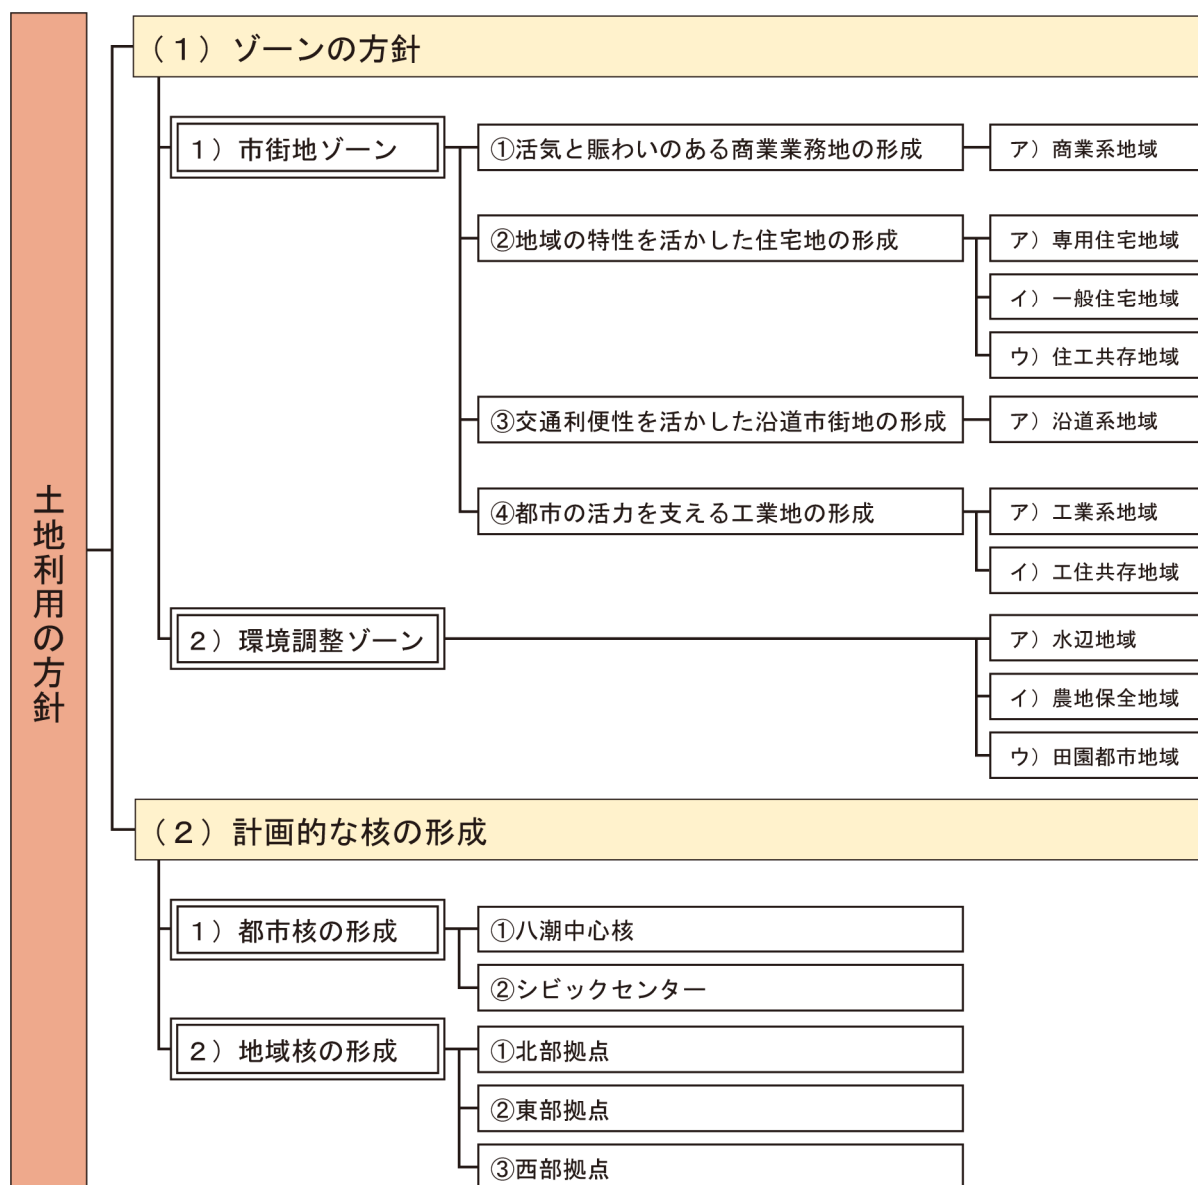 土地利用の方針
（１）ゾーンの方針
１）市街地ゾーン
①活気と賑わいのある商業業務地の形成
ア）商業系地域
②地域の特性を活かした住宅地の形成
ア）専用住宅地域
イ）一般住宅地域
ウ）住工共存地域
③交通利便性を活かした沿道市街地の形成
ア）沿道系地域
④都市の活力を支える工業地の形成
ア）工業系地域
イ）工住共存地域
２）環境調整ゾーン
ア）水辺地域
イ）農地保全地域
ウ）田園都市地域
（２）計画的な核の形成
１）都市核の形成
①八潮中心核
②シビックセンター
２）地域核の形成
①北部拠点
②東部拠点
③西部拠点